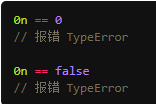 0n == 0
// 报错 TypeError
0n == false
// 报错 TypeError